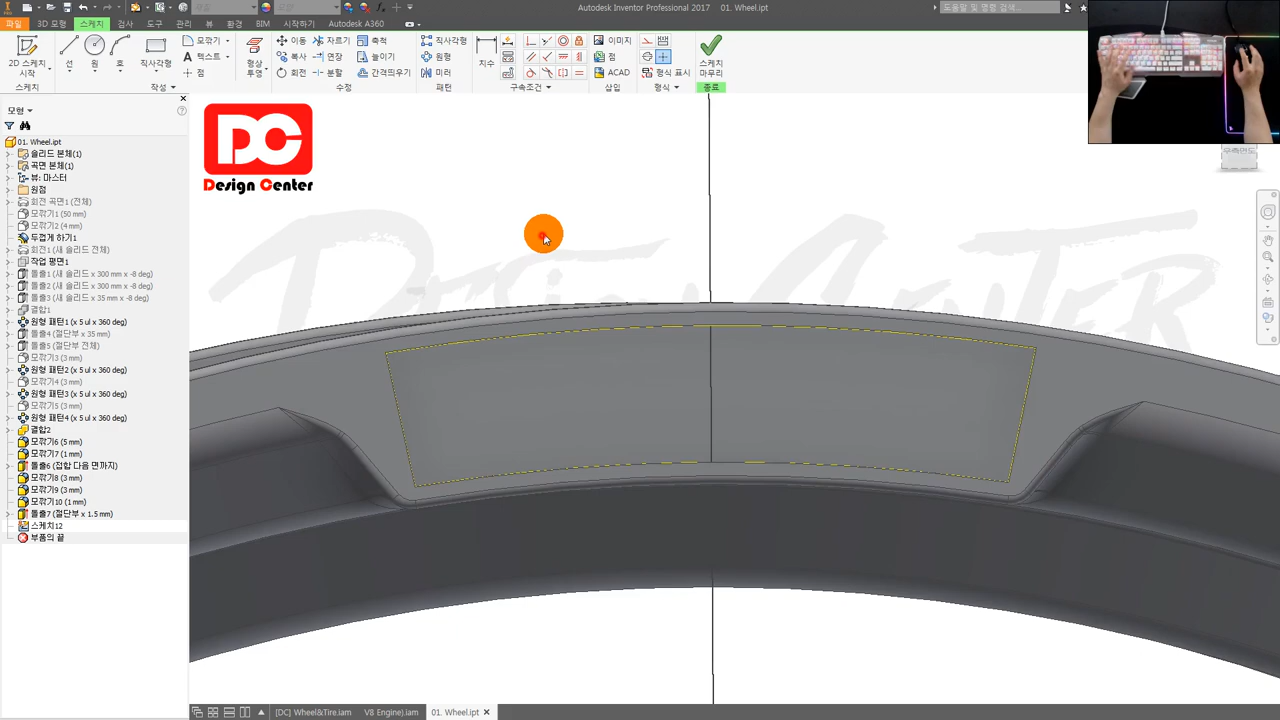 새올
모양
Autodesk Inventor Professional 2017 01. Wheel.ipt
도움말 및 명령 검색...
파일 3D 모형 스케치 검사 도구 관리 뷰 환경 BIM 시작하기 Autodesk A360
2D 스케치 시작
선 원 호 직사각형
모깎기
텍스트
점
형상 투영
이동 자르기 축척
복사 연장 늘이기
회전 분할 간격띄우기
직사각형
원형
미러
치수
이미지
점
ACAD
형식 표시
스케치 마무리
스케치 작성 수정 패턴 구속조건 삽입 형식 종료
모형
01. Wheel.ipt
솔리드 본체(1)
곡면 본체(1)
뷰: 마스터
원점
회전 곡면1 (전체)
모깎기1 (50 mm)
모깎기2 (4 mm)
두껍게 하기1
회전1 (새 솔리드 전체)
작업 평면1
돌출1 (새 솔리드 x 300 mm x -8 deg)
돌출2 (새 솔리드 x 300 mm x -8 deg)
돌출3 (새 솔리드 x 35 mm x -8 deg)
결합1
원형 패턴1 (x 5 ul x 360 deg)
돌출4 (절단부 x 35 mm)
돌출5 (절단부 전체)
모깎기3 (3 mm)
원형 패턴2 (x 5 ul x 360 deg)
모깎기4 (3 mm)
원형 패턴3 (x 5 ul x 360 deg)
모깎기5 (3 mm)
원형 패턴4 (x 5 ul x 360 deg)
결합2
모깎기6 (5 mm)
모깎기7 (1 mm)
돌출6 (접합 다음 면까지)
모깎기8 (3 mm)
모깎기9 (3 mm)
모깎기10 (1 mm)
돌출7 (절단부 x 1.5 mm)
스케치12
부품의 끝
DC
Design Center
DESIGN CENTER
우측면도
[DC] Wheel&Tire.iam V8 Engine).iam 01. Wheel.ipt